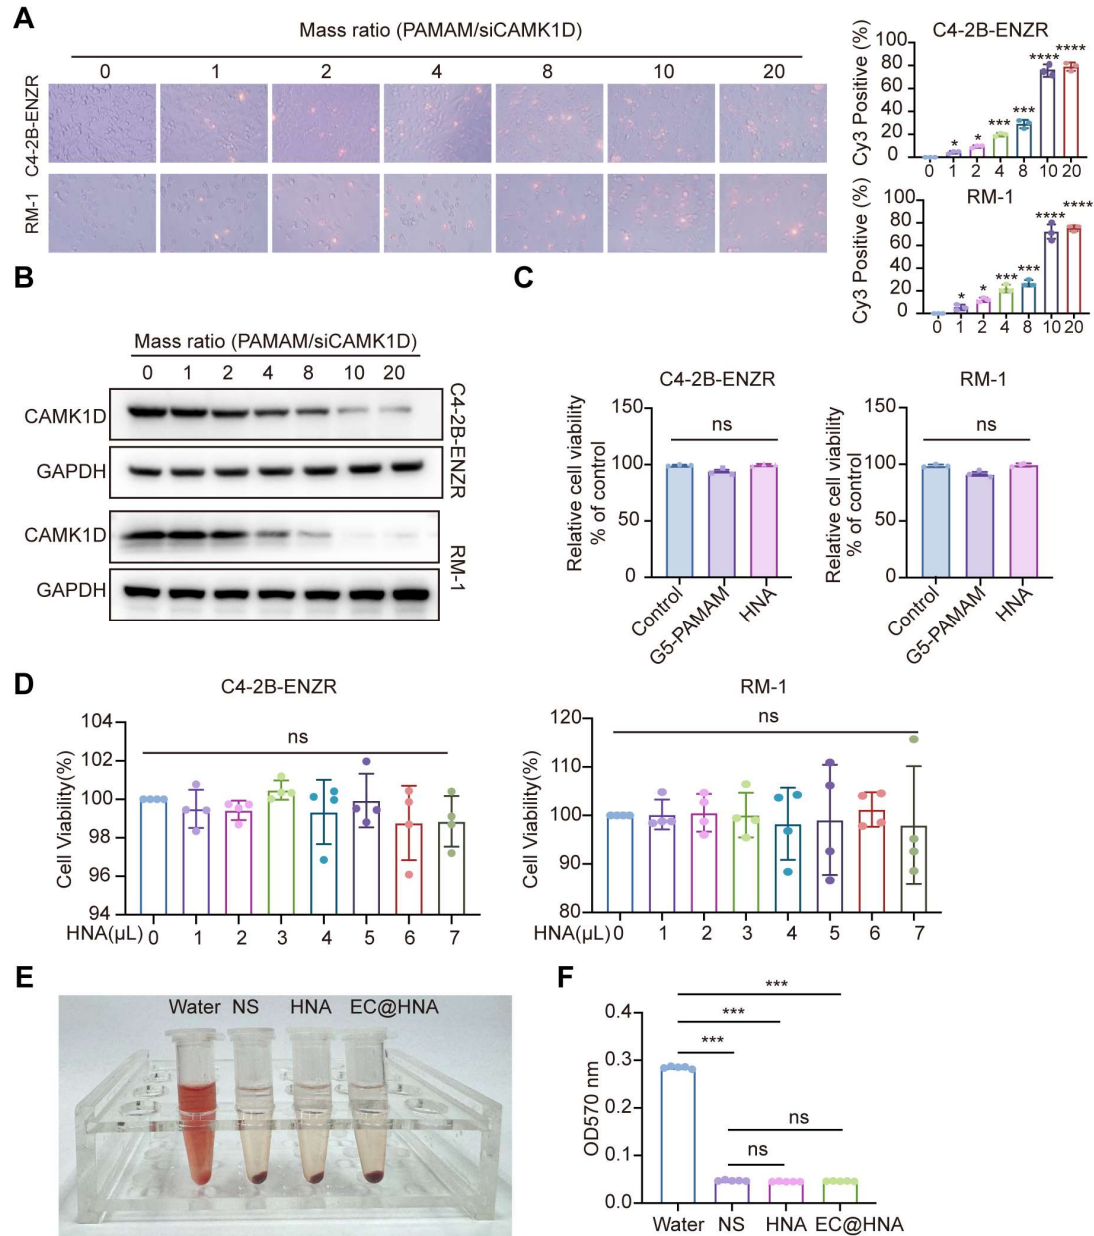 A
Mass ratio (PAMAM/siCAMK1D)
0 1 2 4 8 10 20
C4-2B-ENZR
RM-1
C4-2B-ENZR
Cy3 Positive (%)
100
80
60
40
20
0
* * *** *** **** ****
0 1 2 4 8 10 20
RM-1
Cy3 Positive (%)
100
80
60
40
20
0
* * *** *** **** ****
0 1 2 4 8 10 20
B
Mass ratio (PAMAM/siCAMK1D)
0 1 2 4 8 10 20
CAMK1D
GAPDH
C4-2B-ENZR
CAMK1D
GAPDH
RM-1
C
C4-2B-ENZR
Relative cell viability
% of control
150
100
50
0
ns
Control
G5-PAMAM
HNA
RM-1
Relative cell viability
% of control
150
100
50
0
ns
Control
G5-PAMAM
HNA
D
C4-2B-ENZR
Cell Viability(%)
104
102
100
98
96
94
ns
HNA(μL) 0 1 2 3 4 5 6 7
RM-1
Cell Viability(%)
120
110
100
90
80
ns
HNA(μL) 0 1 2 3 4 5 6 7
E
Water NS HNA EC@HNA
F
OD570 nm
0.4
0.3
0.2
0.1
0.0
***
***
***
ns
ns
Water NS HNA EC@HNA